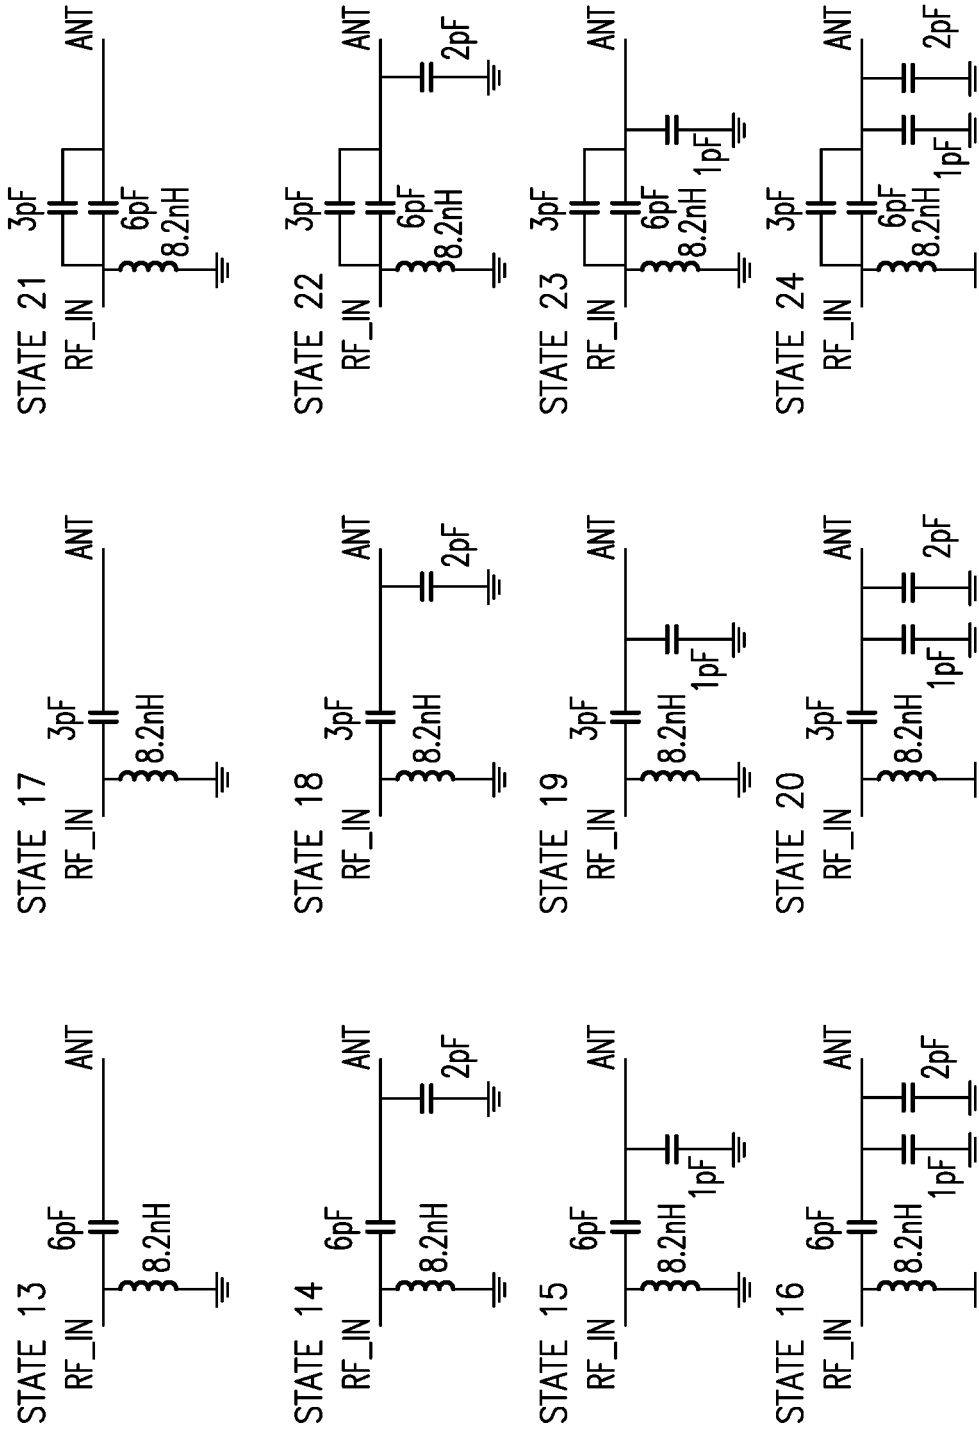 STATE 13
RF_IN
6pF
8.2nH
ANT
STATE 14
RF_IN
6pF
8.2nH
2pF
ANT
STATE 15
RF_IN
6pF
8.2nH
1pF
ANT
STATE 16
RF_IN
6pF
8.2nH
1pF
2pF
ANT
STATE 17
RF_IN
3pF
8.2nH
ANT
STATE 18
RF_IN
3pF
8.2nH
2pF
ANT
STATE 19
RF_IN
3pF
8.2nH
1pF
ANT
STATE 20
RF_IN
3pF
8.2nH
1pF
2pF
ANT
STATE 21
RF_IN
3pF
6pF
8.2nH
ANT
STATE 22
RF_IN
3pF
6pF
8.2nH
2pF
ANT
STATE 23
RF_IN
3pF
6pF
8.2nH
1pF
ANT
STATE 24
RF_IN
3pF
6pF
8.2nH
1pF
2pF
ANT